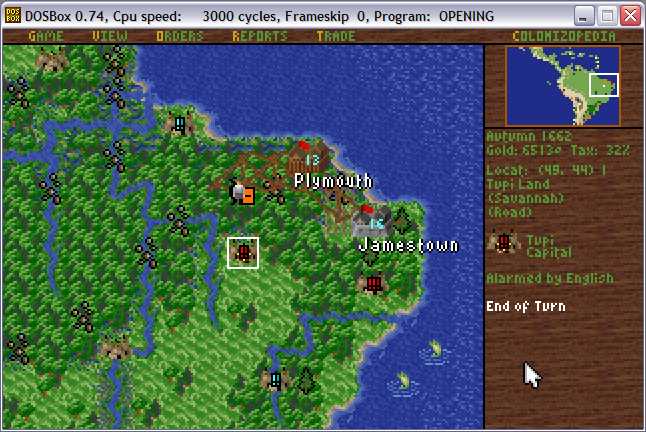 DOSBox 0.74, Cpu speed: 3000 cycles, Frameskip 0, Program: OPENING
GAME VIEW ORDERS REPORTS TRADE COLONIZOPEDIA
Autumn 1662
Gold: 6513 Tax: 32%
Locat: (49, 44) 1
Tupi Land
(Savannah)
(Road)
13
Plymouth
16
Jamestown
Tupi
Capital
Alarmed by English
End of Turn